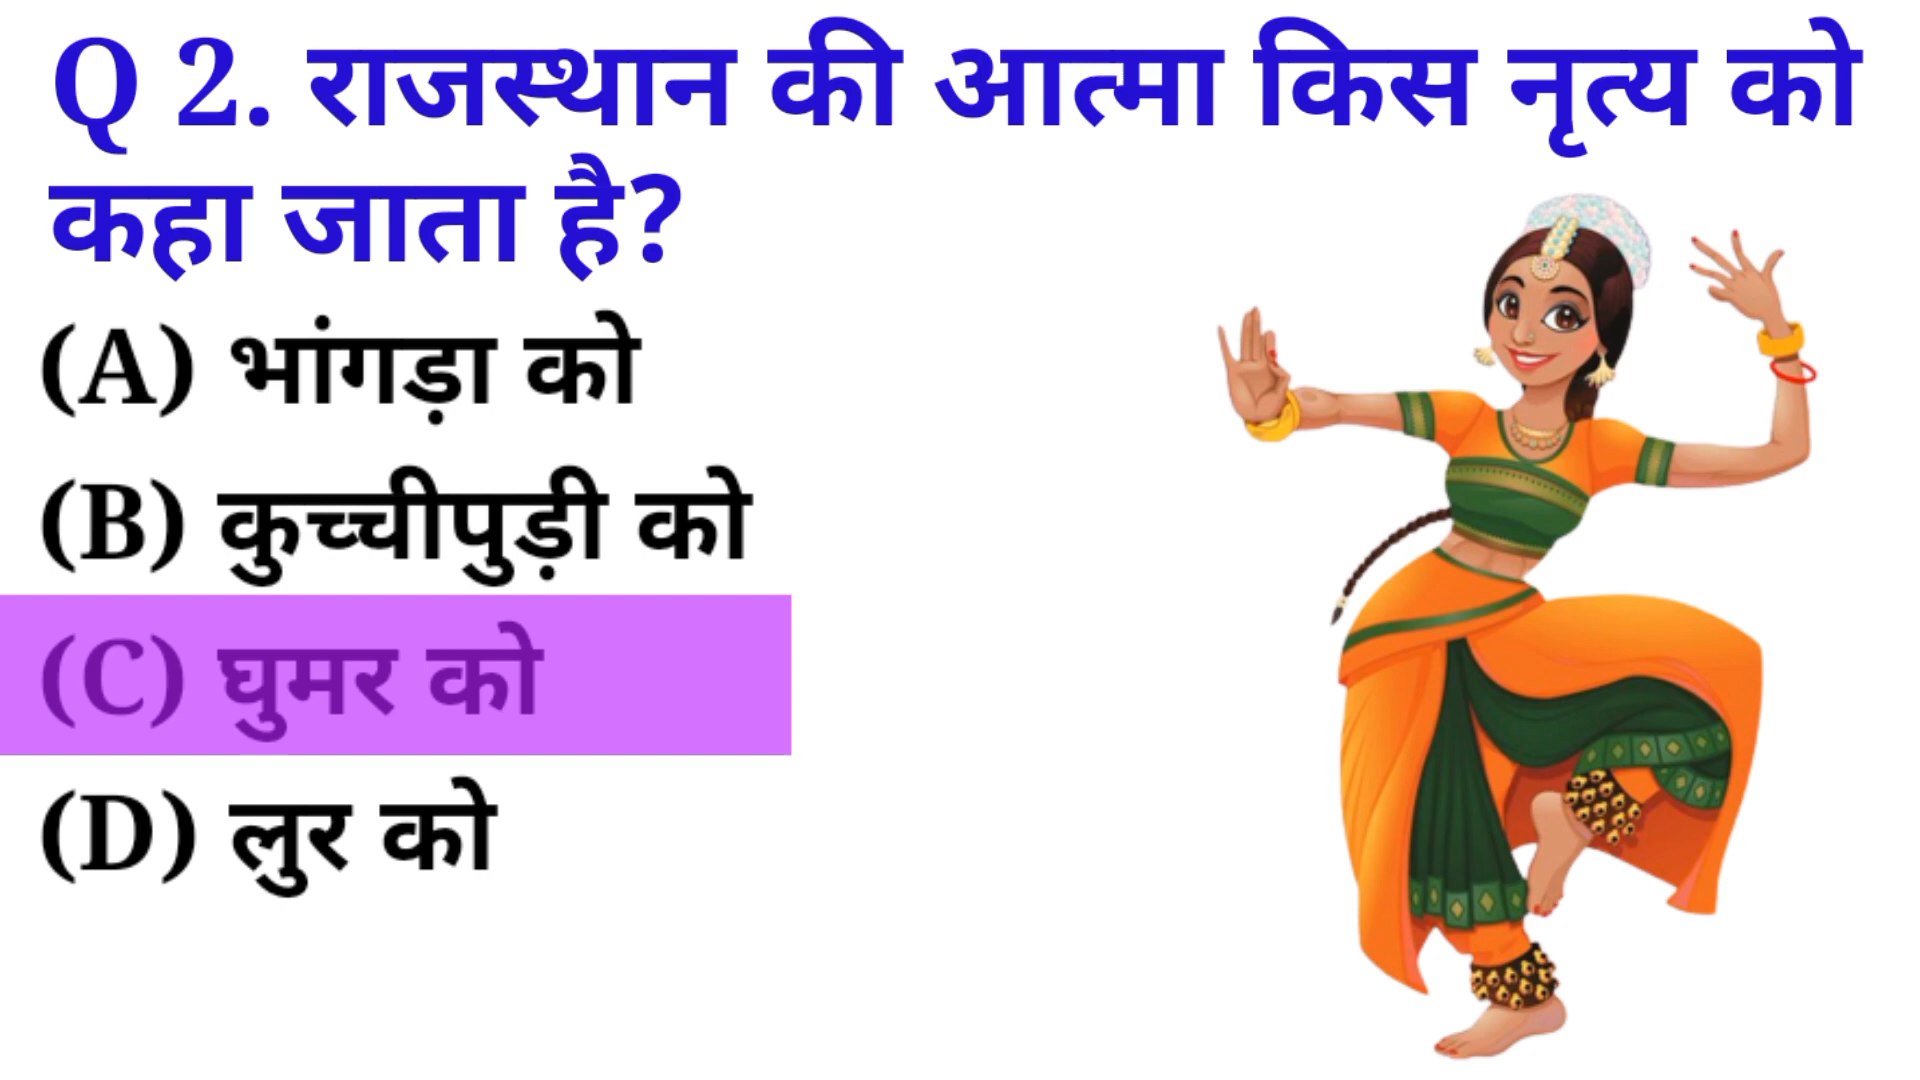 Q 2. राजस्थान की आत्मा किस नृत्य को
कहा जाता है?
(A) भांगड़ा को
(B) कुच्चीपुड़ी को
(C) घुमर को
(D) लुर को